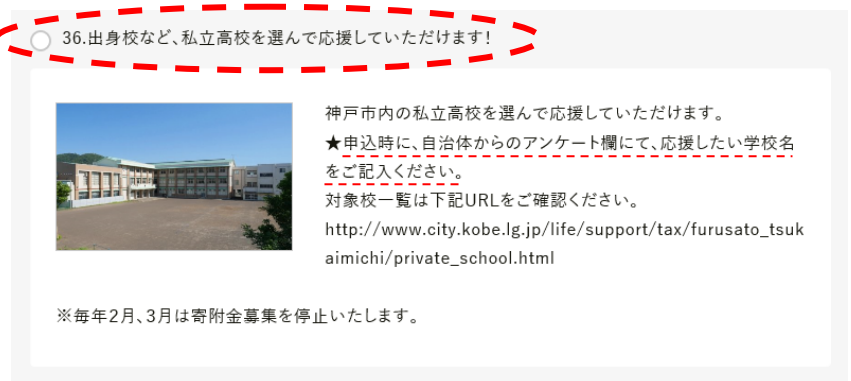 36.出身校など、私立高校を選んで応援していただけます!
神戸市内の私立高校を選んで応援していただけます。
★申込時に、自治体からのアンケート欄にて、応援したい学校名
をご記入ください。
対象校一覧は下記URLをご確認ください。
http://www.city.kobe.lg.jp/life/support/tax/furusato_tsuk
aimichi/private_school.html
※毎年2月、3月は寄附金募集を停止いたします。